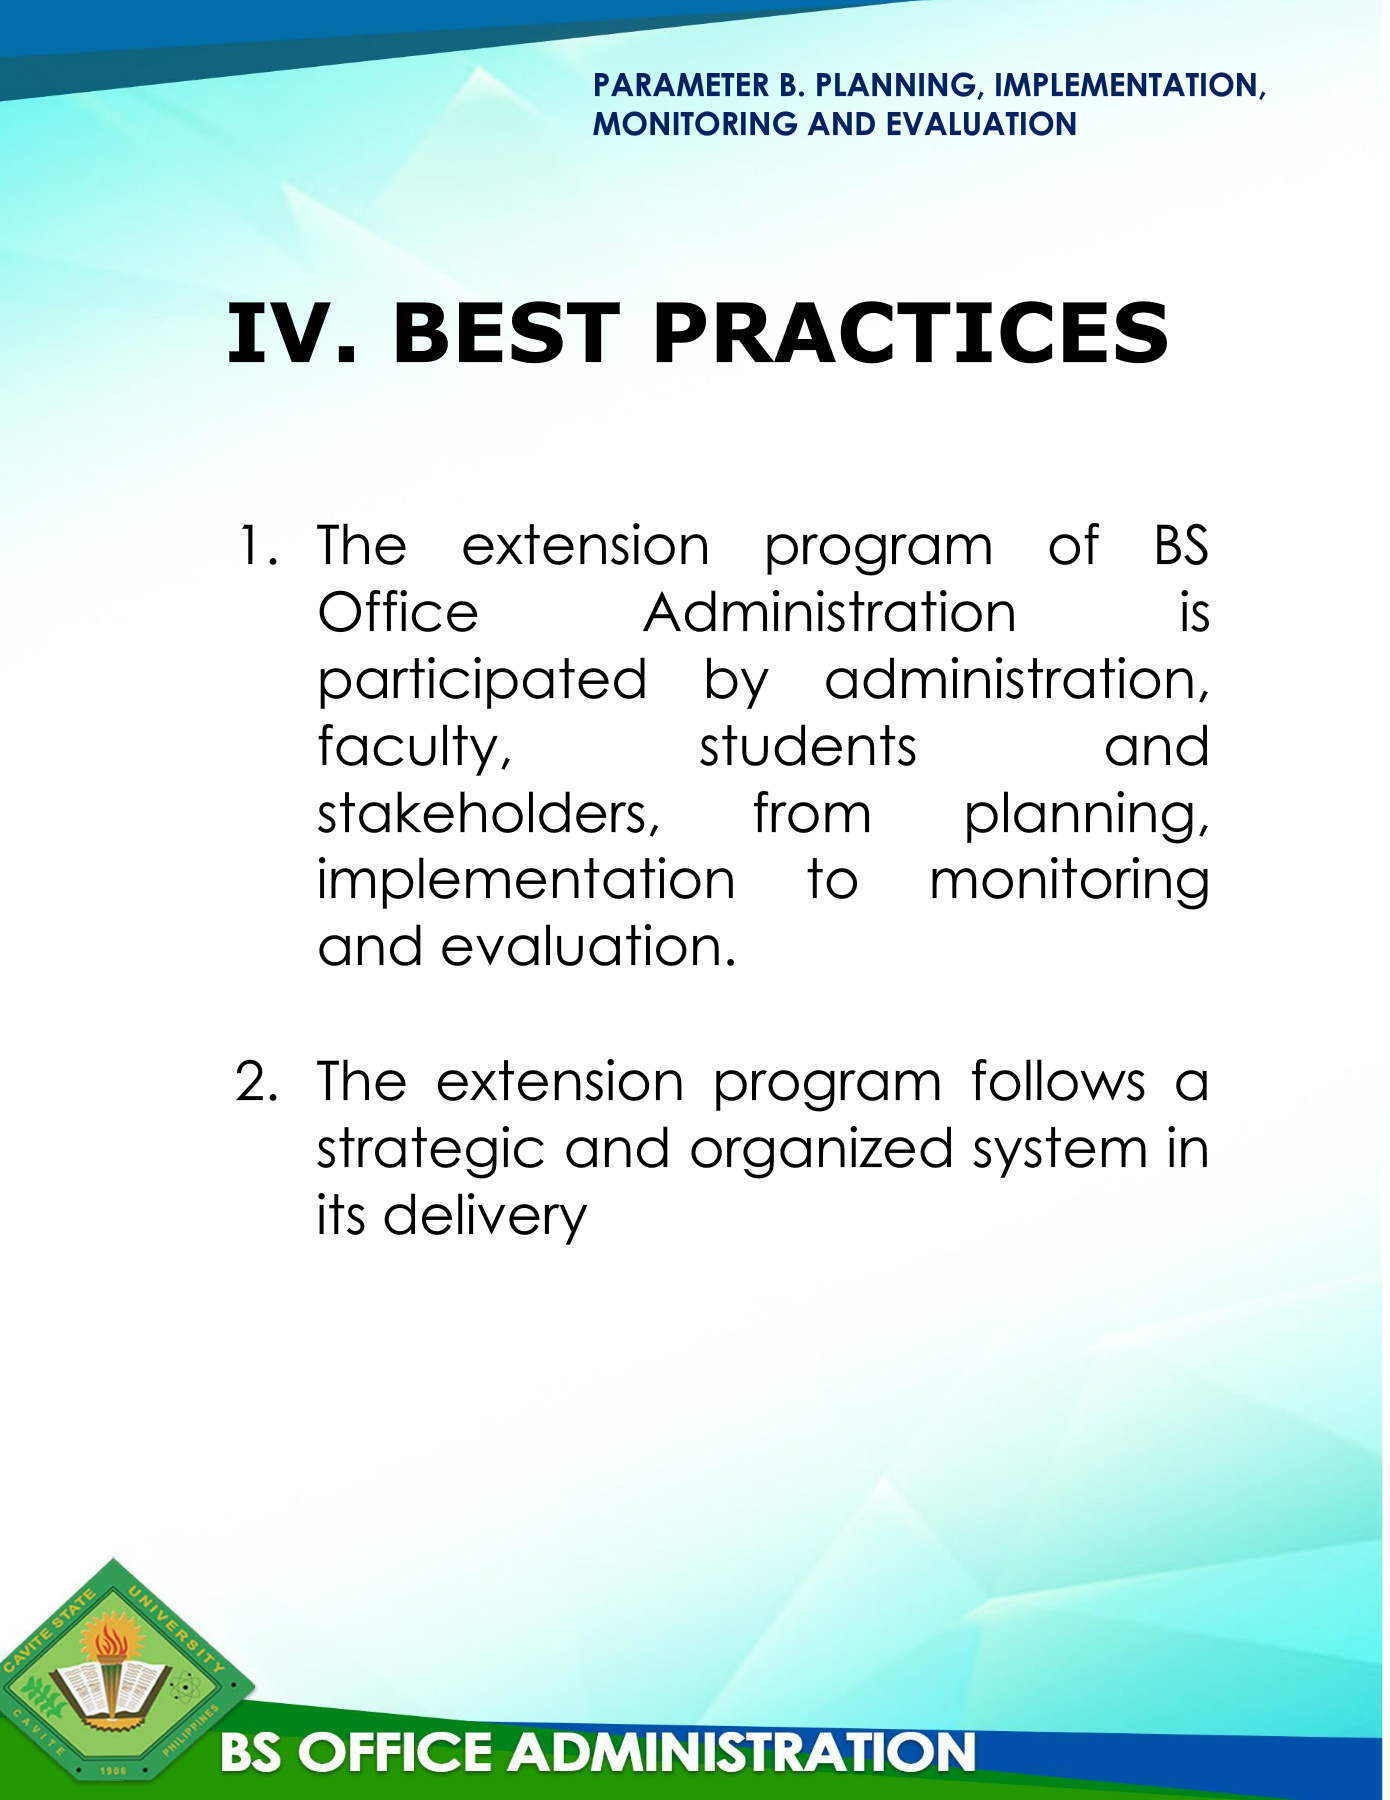 PARAMETER B. PLANNING, IMPLEMENTATION,
MONITORING AND EVALUATION
IV. BEST PRACTICES
1. The extension program of BS
Office Administration is
participated by administration,
faculty, students and
stakeholders, from planning,
implementation to monitoring
and evaluation.
2. The extension program follows a
strategic and organized system in
its delivery
CAVITE STATE UNIVERSITY
CAVITE PHILIPPINES
1906
BS OFFICE ADMINISTRATION